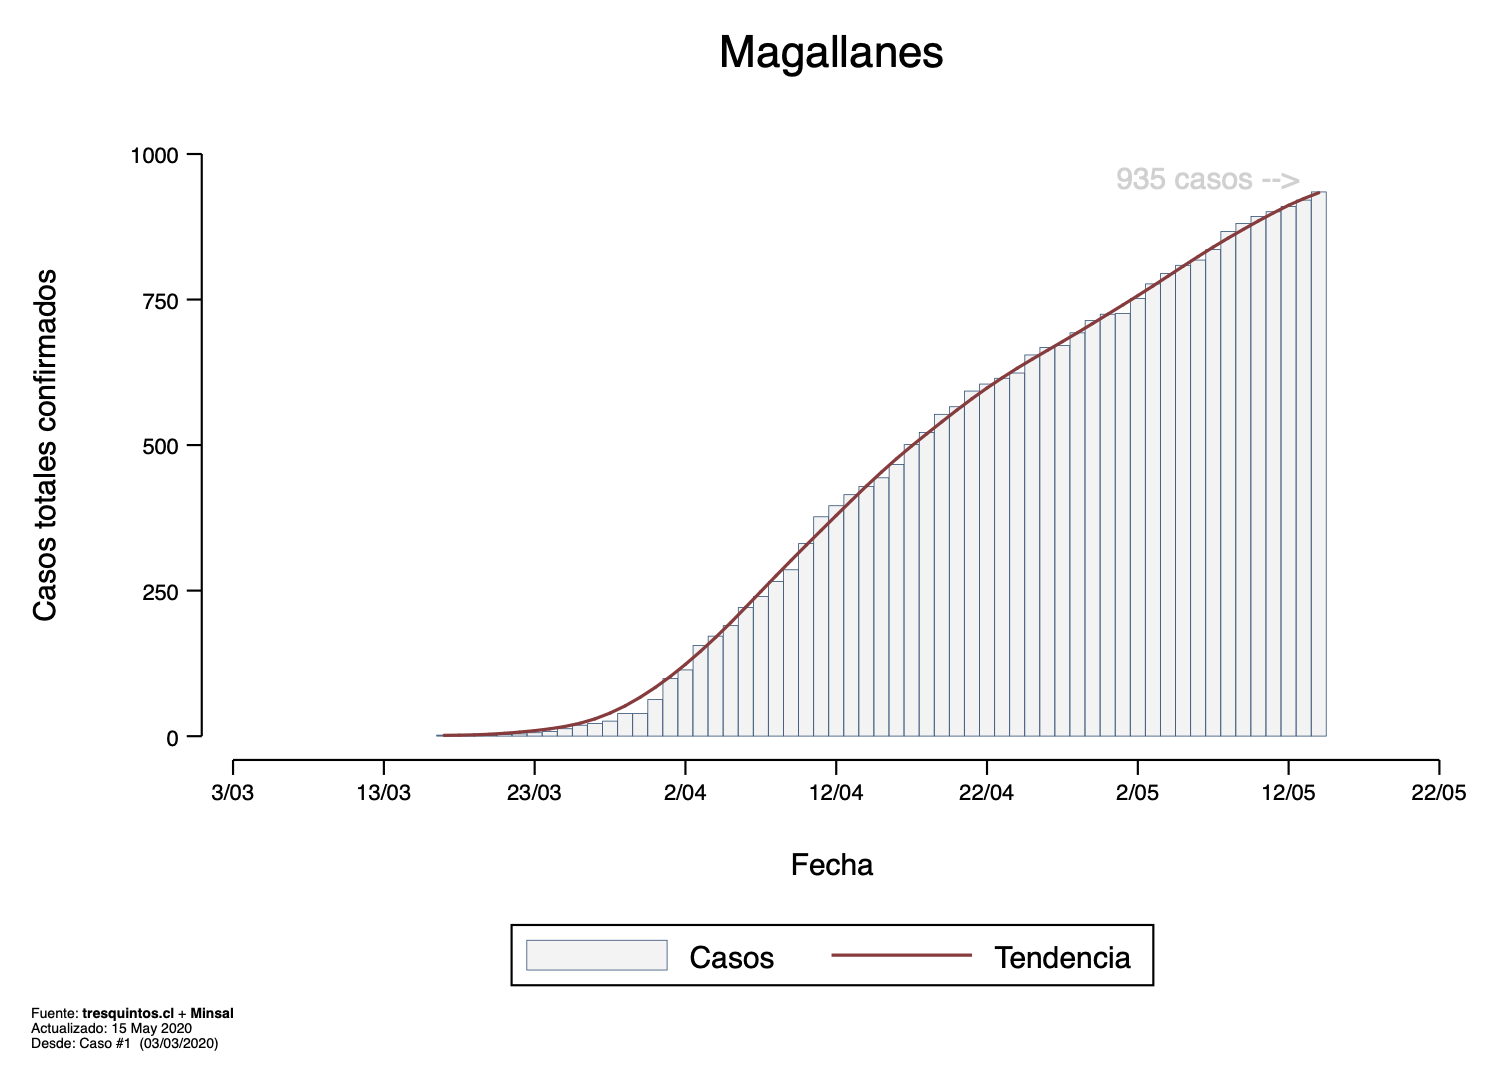 Magallanes
Casos totales confirmados
1000
750
500
250
0
935 casos -->
3/03 13/03 23/03 2/04 12/04 22/04 2/05 12/05 22/05
Fecha
Casos Tendencia
Fuente: tresquintos.cl + Minsal
Actualizado: 15 May 2020
Desde: Caso #1 (03/03/2020)